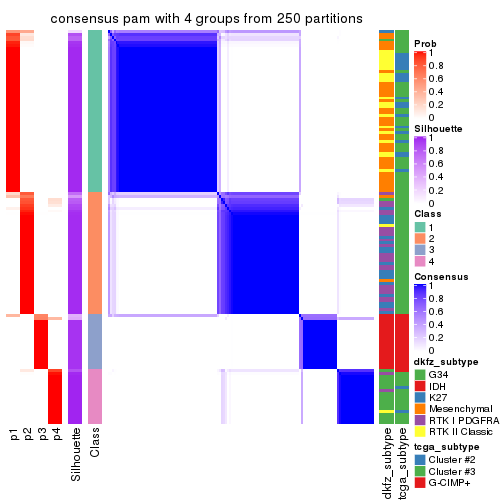 consensus pam with 4 groups from 250 partitions
Prob
1
0.8
0.6
0.4
0.2
0
Silhouette
1
0.8
0.6
0.4
0.2
0
Class
1
2
3
4
Consensus
1
0.8
0.6
0.4
0.2
0
dkfz_subtype
G34
IDH
K27
Mesenchymal
RTK I PDGFRA
RTK II Classic
tcga_subtype
Cluster #2
Cluster #3
G-CIMP+
p1
p2
p3
p4
Silhouette
Class
dkfz_subtype
tcga_subtype